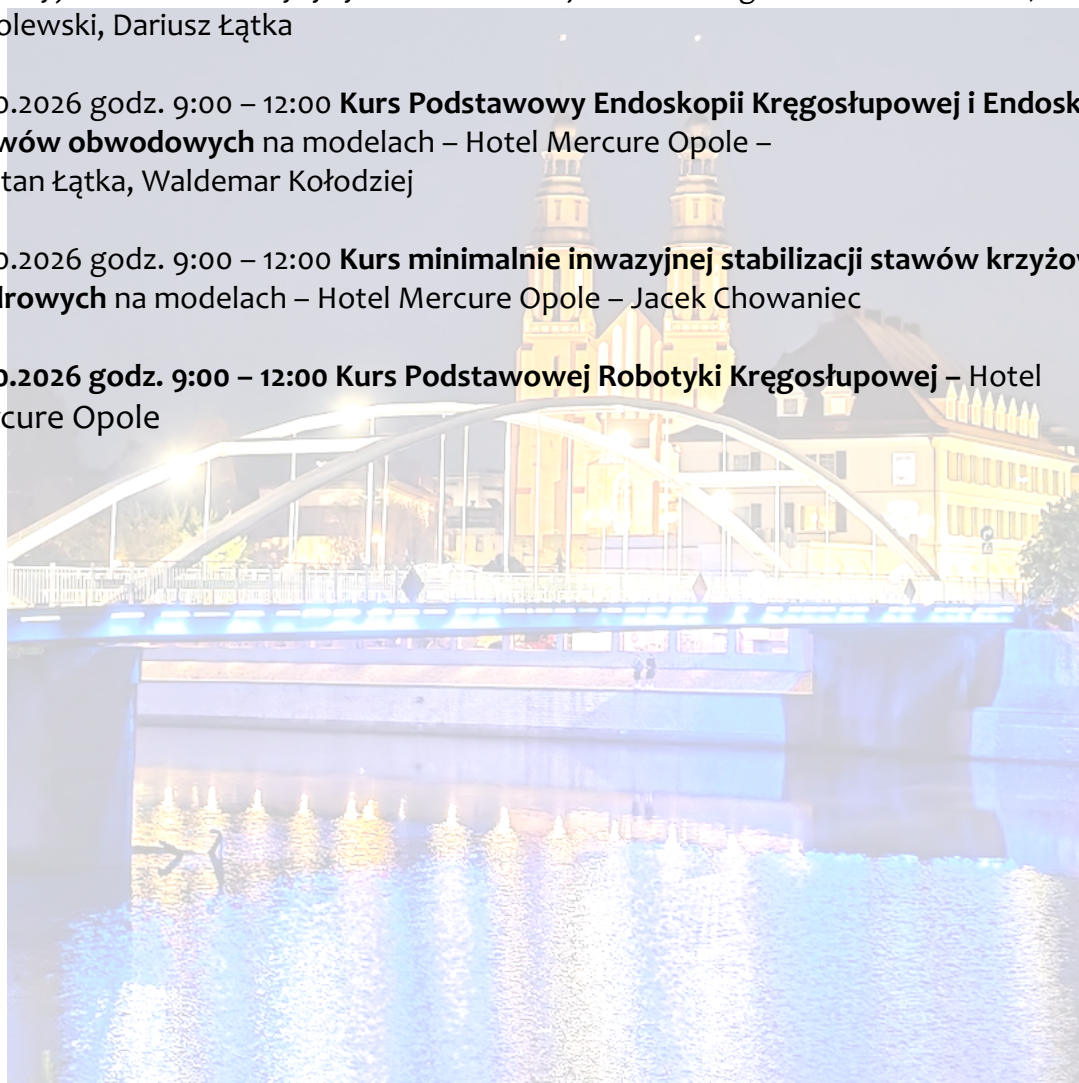 olewski, Dariusz Łątka
0.2026 godz. 9:00 – 12:00 Kurs Podstawowy Endoskopii Kręgosłupowej i Endosk
wów obwodowych na modelach – Hotel Mercure Opole –
tan Łątka, Waldemar Kołodziej
0.2026 godz. 9:00 – 12:00 Kurs minimalnie inwazyjnej stabilizacji stawów krzyżo
drowych na modelach – Hotel Mercure Opole – Jacek Chowaniec
0.2026 godz. 9:00 – 12:00 Kurs Podstawowej Robotyki Kręgosłupowej – Hotel
cure Opole